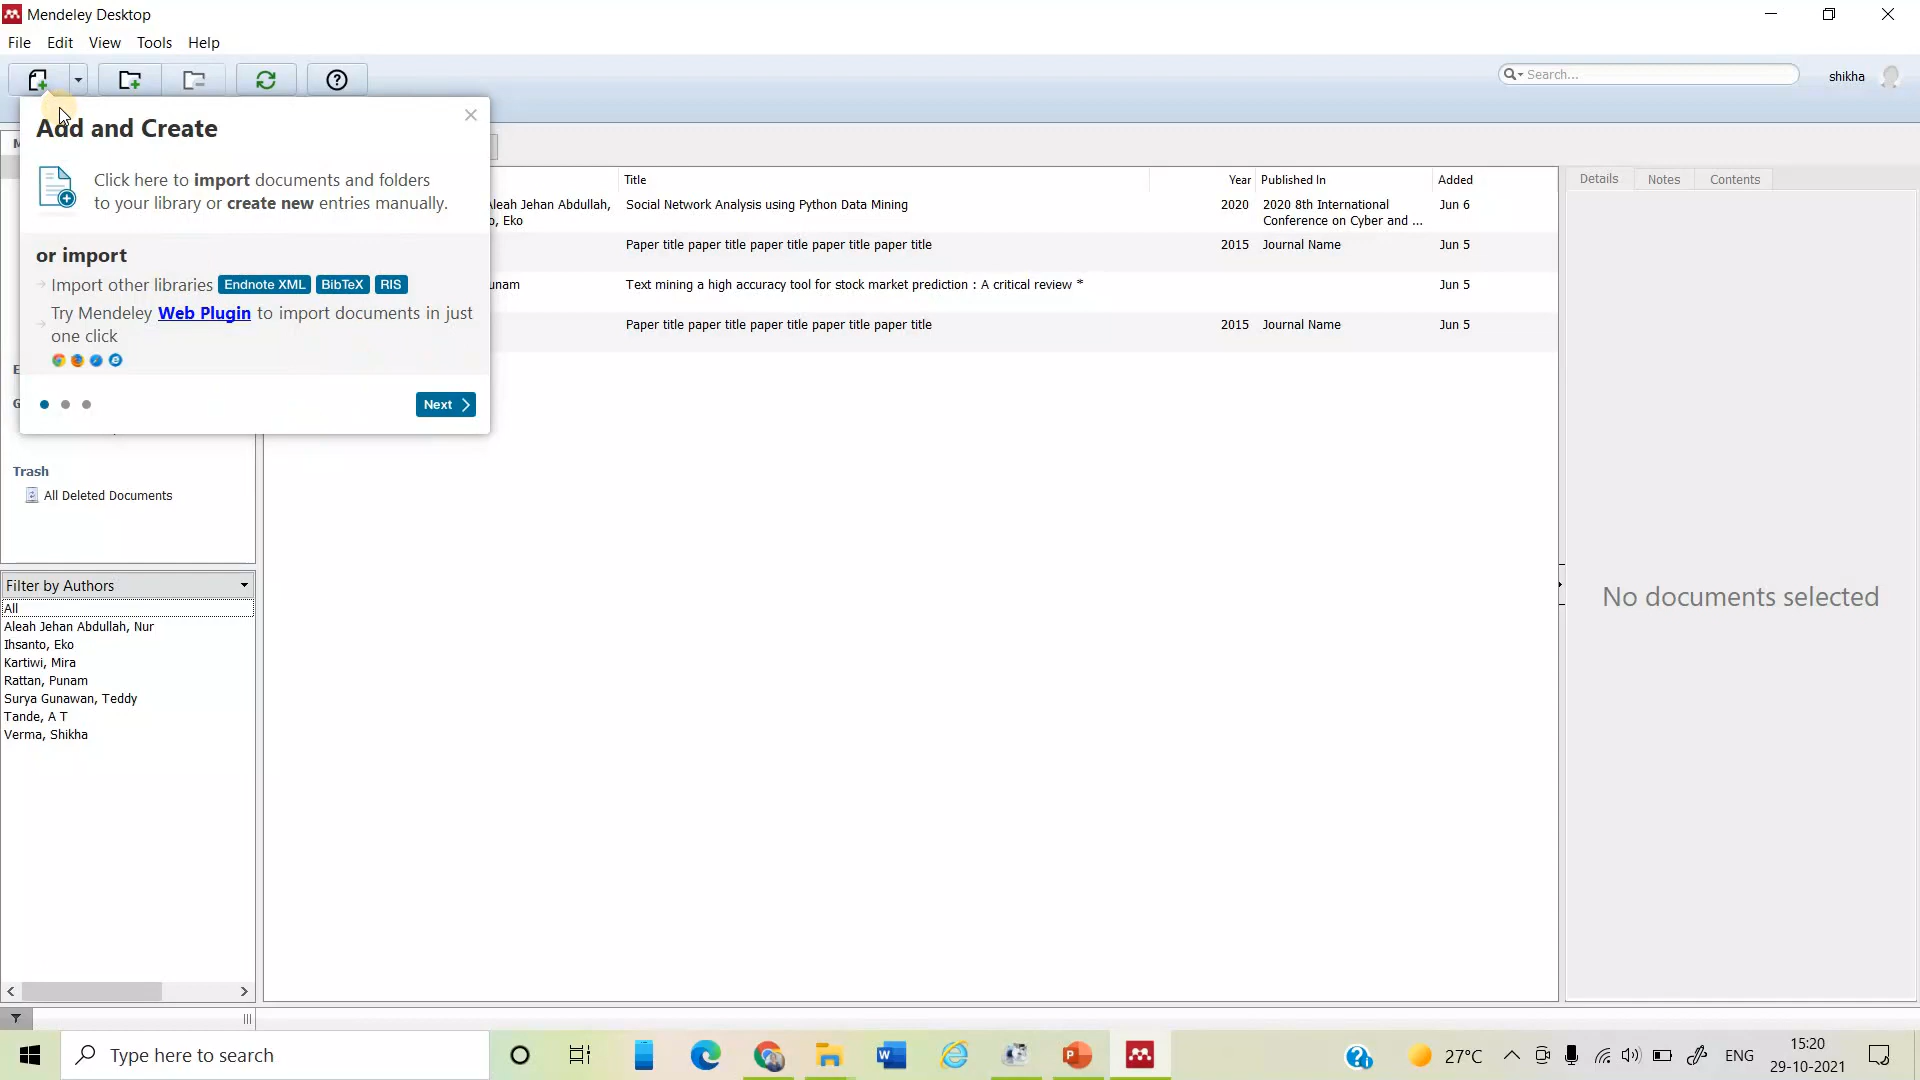 Mendeley Desktop
File Edit View Tools Help
Search...
shikha
Add and Create
Click here to import documents and folders
to your library or create new entries manually.
or import
Import other libraries Endnote XML BibTeX RIS
Try Mendeley Web Plugin to import documents in just
one click
Next
Title Year Published In Added
Aleah Jehan Abdullah, Social Network Analysis using Python Data Mining 2020 2020 8th International Jun 6
Eko Conference on Cyber and ...
Paper title paper title paper title paper title paper title 2015 Journal Name Jun 5
Text mining a high accuracy tool for stock market prediction : A critical review * Jun 5
Paper title paper title paper title paper title paper title 2015 Journal Name Jun 5
Details Notes Contents
No documents selected
Trash
All Deleted Documents
Filter by Authors
All
Aleah Jehan Abdullah, Nur
Ihsanto, Eko
Kartiwi, Mira
Rattan, Punam
Surya Gunawan, Teddy
Tande, A T
Verma, Shikha
Type here to search
27°C
ENG
15:20
29-10-2021